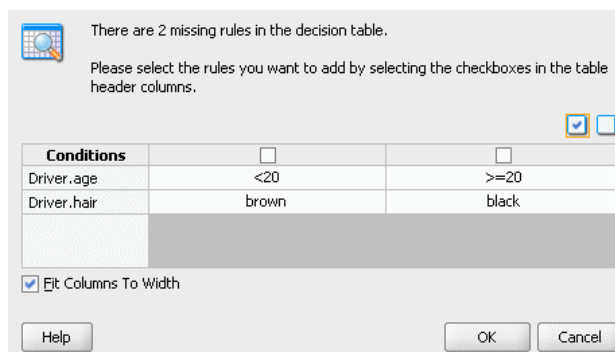 There are 2 missing rules in the decision table.
Please select the rules you want to add by selecting the checkboxes in the table
header columns.
Conditions
Driver.age <20 >=20
Driver.hair brown black
Fit Columns To Width
Help OK Cancel